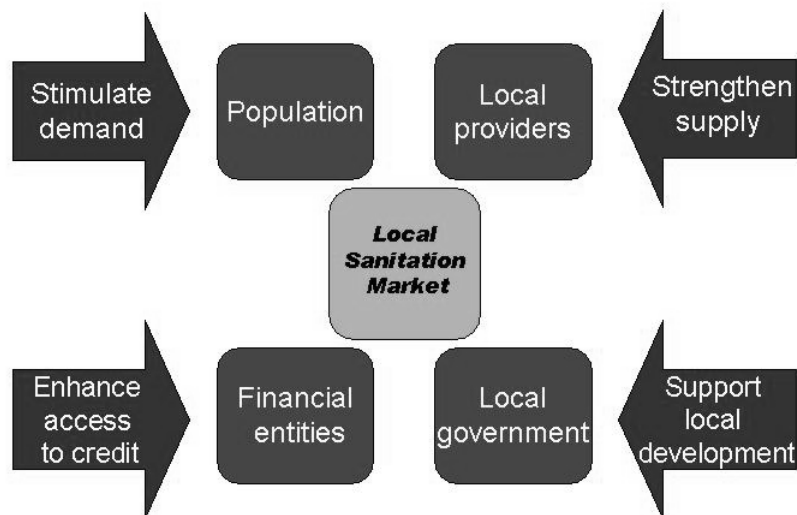 Stimulate
demand
Population
Local
providers
Strengthen
supply
Local
Sanitation
Market
Enhance
access
to credit
Financial
entities
Local
government
Support
local
development